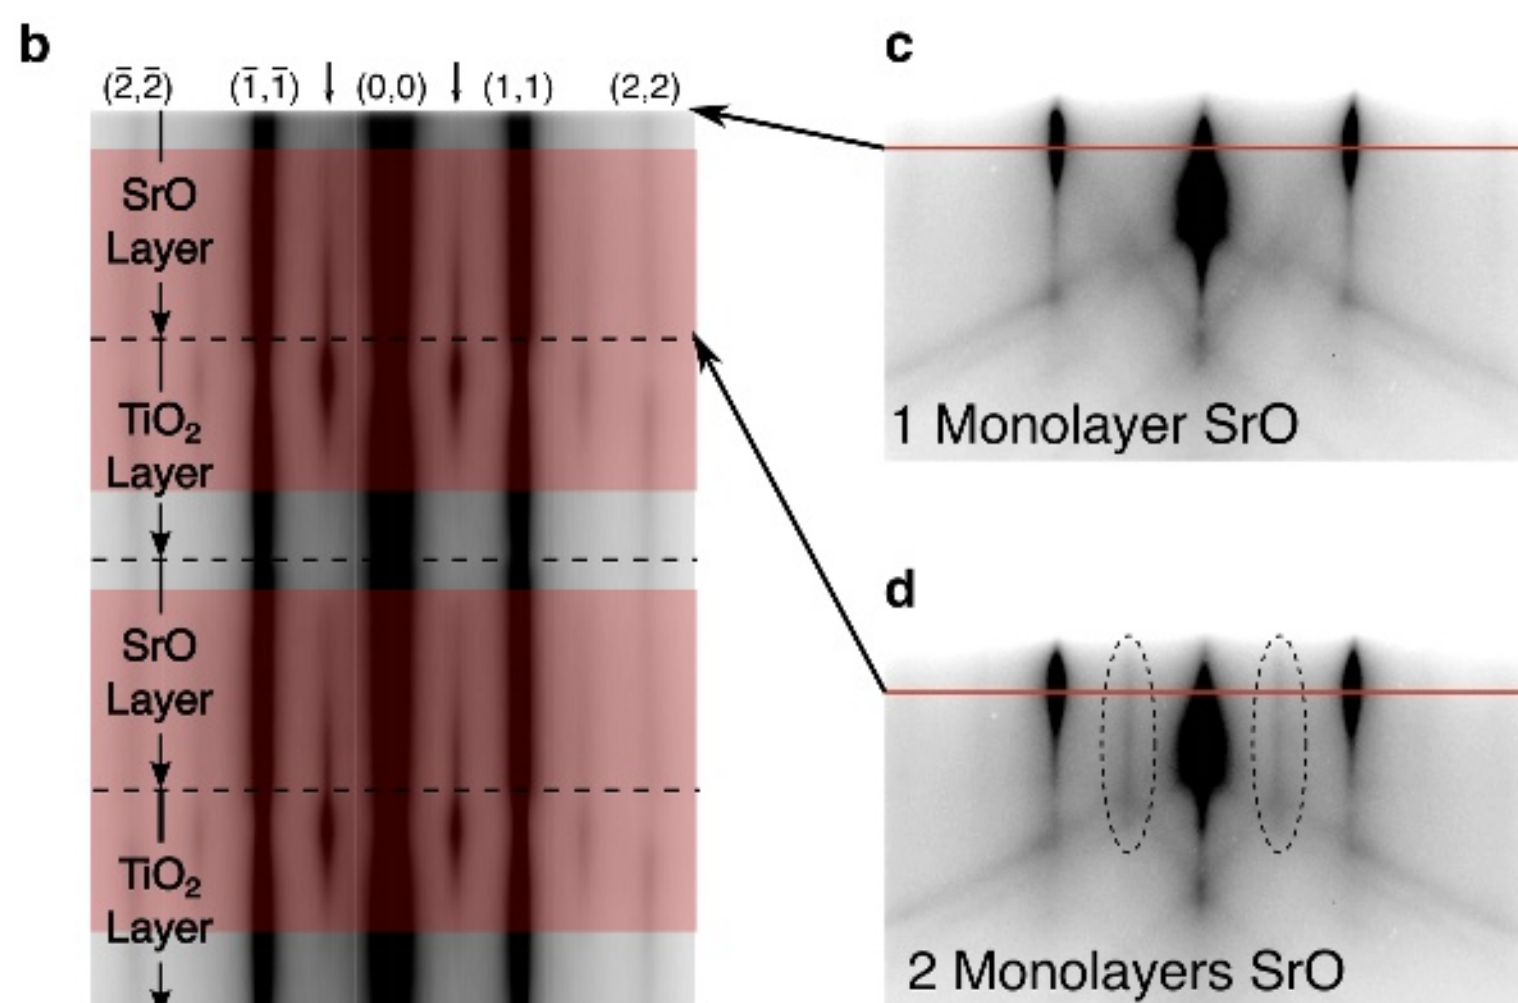 b
(2̅,2̅) (1̅,1̅) (0,0) (1,1) (2,2)
SrO
Layer
TiO₂
Layer
SrO
Layer
TiO₂
Layer
c
1 Monolayer SrO
d
2 Monolayers SrO